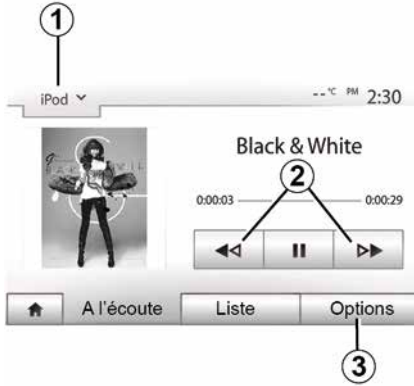 1
iPod
--°C PM 2:30
Black & White
2
0:00:03 0:00:29
A l'écoute Liste Options
3